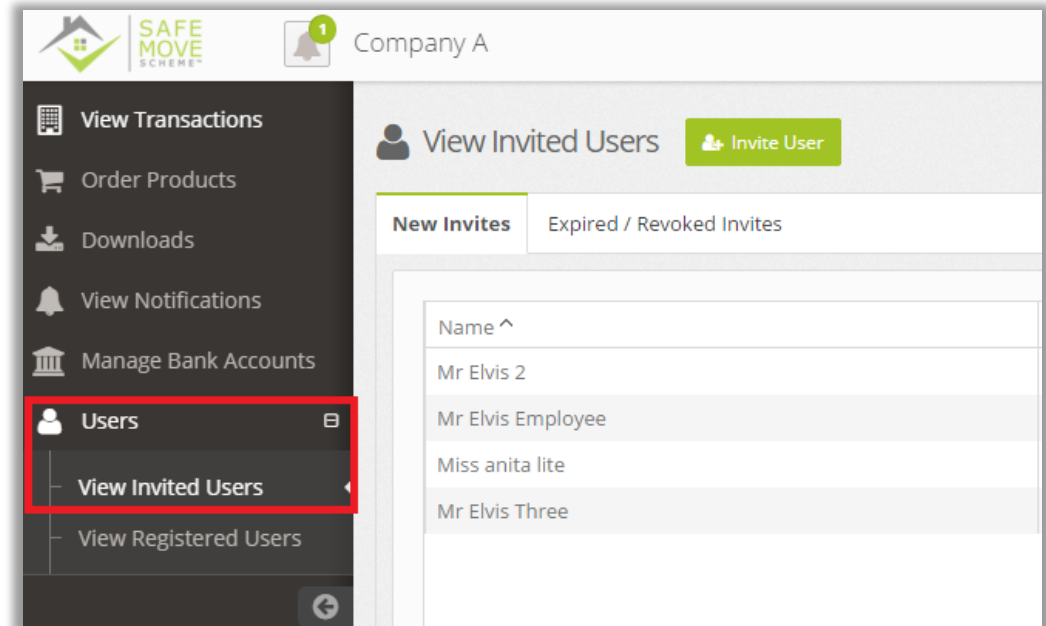 SAFE
MOVE
SCHEME™
1
Company A
View Transactions
Order Products
Downloads
View Notifications
Manage Bank Accounts
Users
View Invited Users
View Registered Users
View Invited Users
Invite User
New Invites
Expired / Revoked Invites
Name
Mr Elvis 2
Mr Elvis Employee
Miss anita lite
Mr Elvis Three